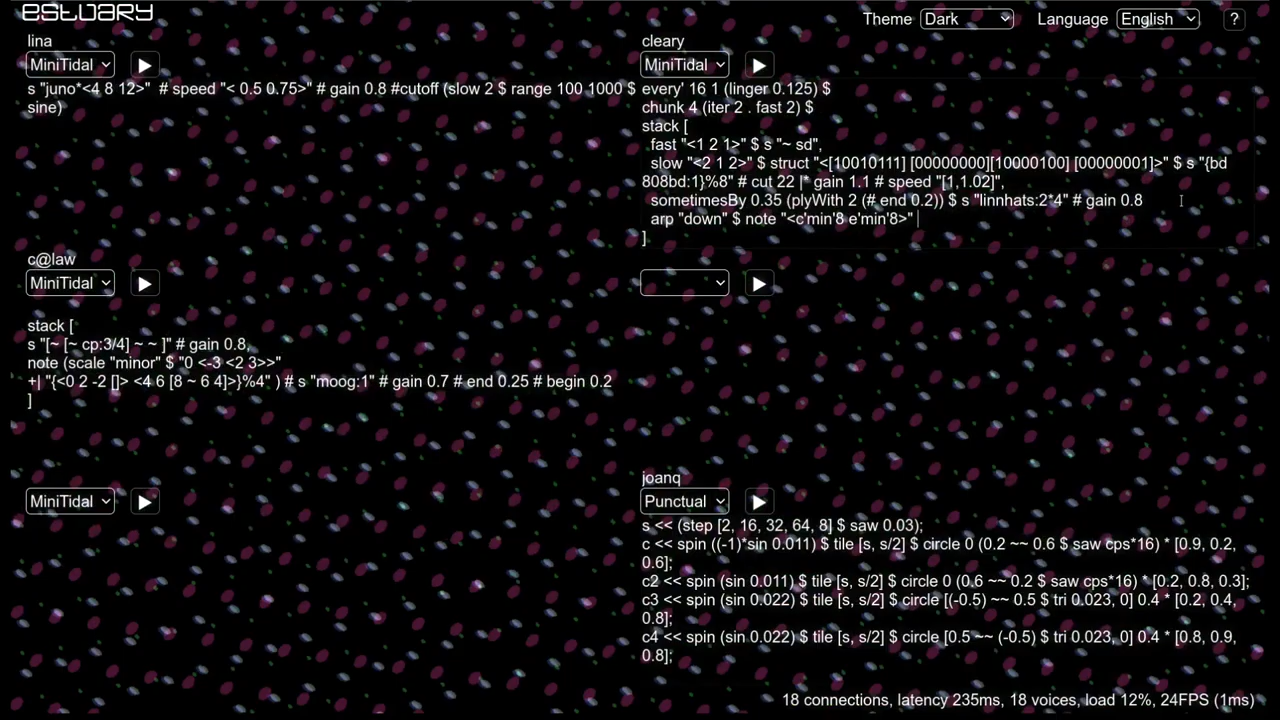 estuary
Theme Dark Language English ?
lina
MiniTidal
s "juno*<4 8 12>"  # speed "< 0.5 0.75>" # gain 0.8 #cutoff (slow 2 $ range 100 1000 $
sine)
cleary
MiniTidal
every' 16 1 (linger 0.125) $
chunk 4 (iter 2 . fast 2) $
stack [
fast "<1 2 1>" $ s "~ sd",
slow "<2 1 2>" $ struct "<[10010111] [00000000][10000100] [00000001]>" $ s "{bd
808bd:1}%8" # cut 22 |* gain 1.1 # speed "[1,1.02]",
sometimesBy 0.35 (plyWith 2 (# end 0.2)) $ s "linnhats:2*4" # gain 0.8
arp "down" $ note "<c'min'8 e'min'8>"
]
c@law
MiniTidal
stack [
s "[~ [~ cp:3/4] ~ ~ ]" # gain 0.8,
note (scale "minor" $ "0 <-3 <2 3>>"
+| "{<0 2 -2 []> <4 6 [8 ~ 6 4]>}%4" ) # s "moog:1" # gain 0.7 # end 0.25 # begin 0.2
]
MiniTidal
joanq
Punctual
s << (step [2, 16, 32, 64, 8] $ saw 0.03);
c << spin ((-1)*sin 0.011) $ tile [s, s/2] $ circle 0 (0.2 ~~ 0.6 $ saw cps*16) * [0.9, 0.2,
0.6];
c2 << spin (sin 0.011) $ tile [s, s/2] $ circle 0 (0.6 ~~ 0.2 $ saw cps*16) * [0.2, 0.8, 0.3];
c3 << spin (sin 0.022) $ tile [s, s/2] $ circle [(-0.5) ~~ 0.5 $ tri 0.023, 0] 0.4 * [0.2, 0.4,
0.8];
c4 << spin (sin 0.022) $ tile [s, s/2] $ circle [0.5 ~~ (-0.5) $ tri 0.023, 0] 0.4 * [0.8, 0.9,
0.8];
18 connections, latency 235ms, 18 voices, load 12%, 24FPS (1ms)